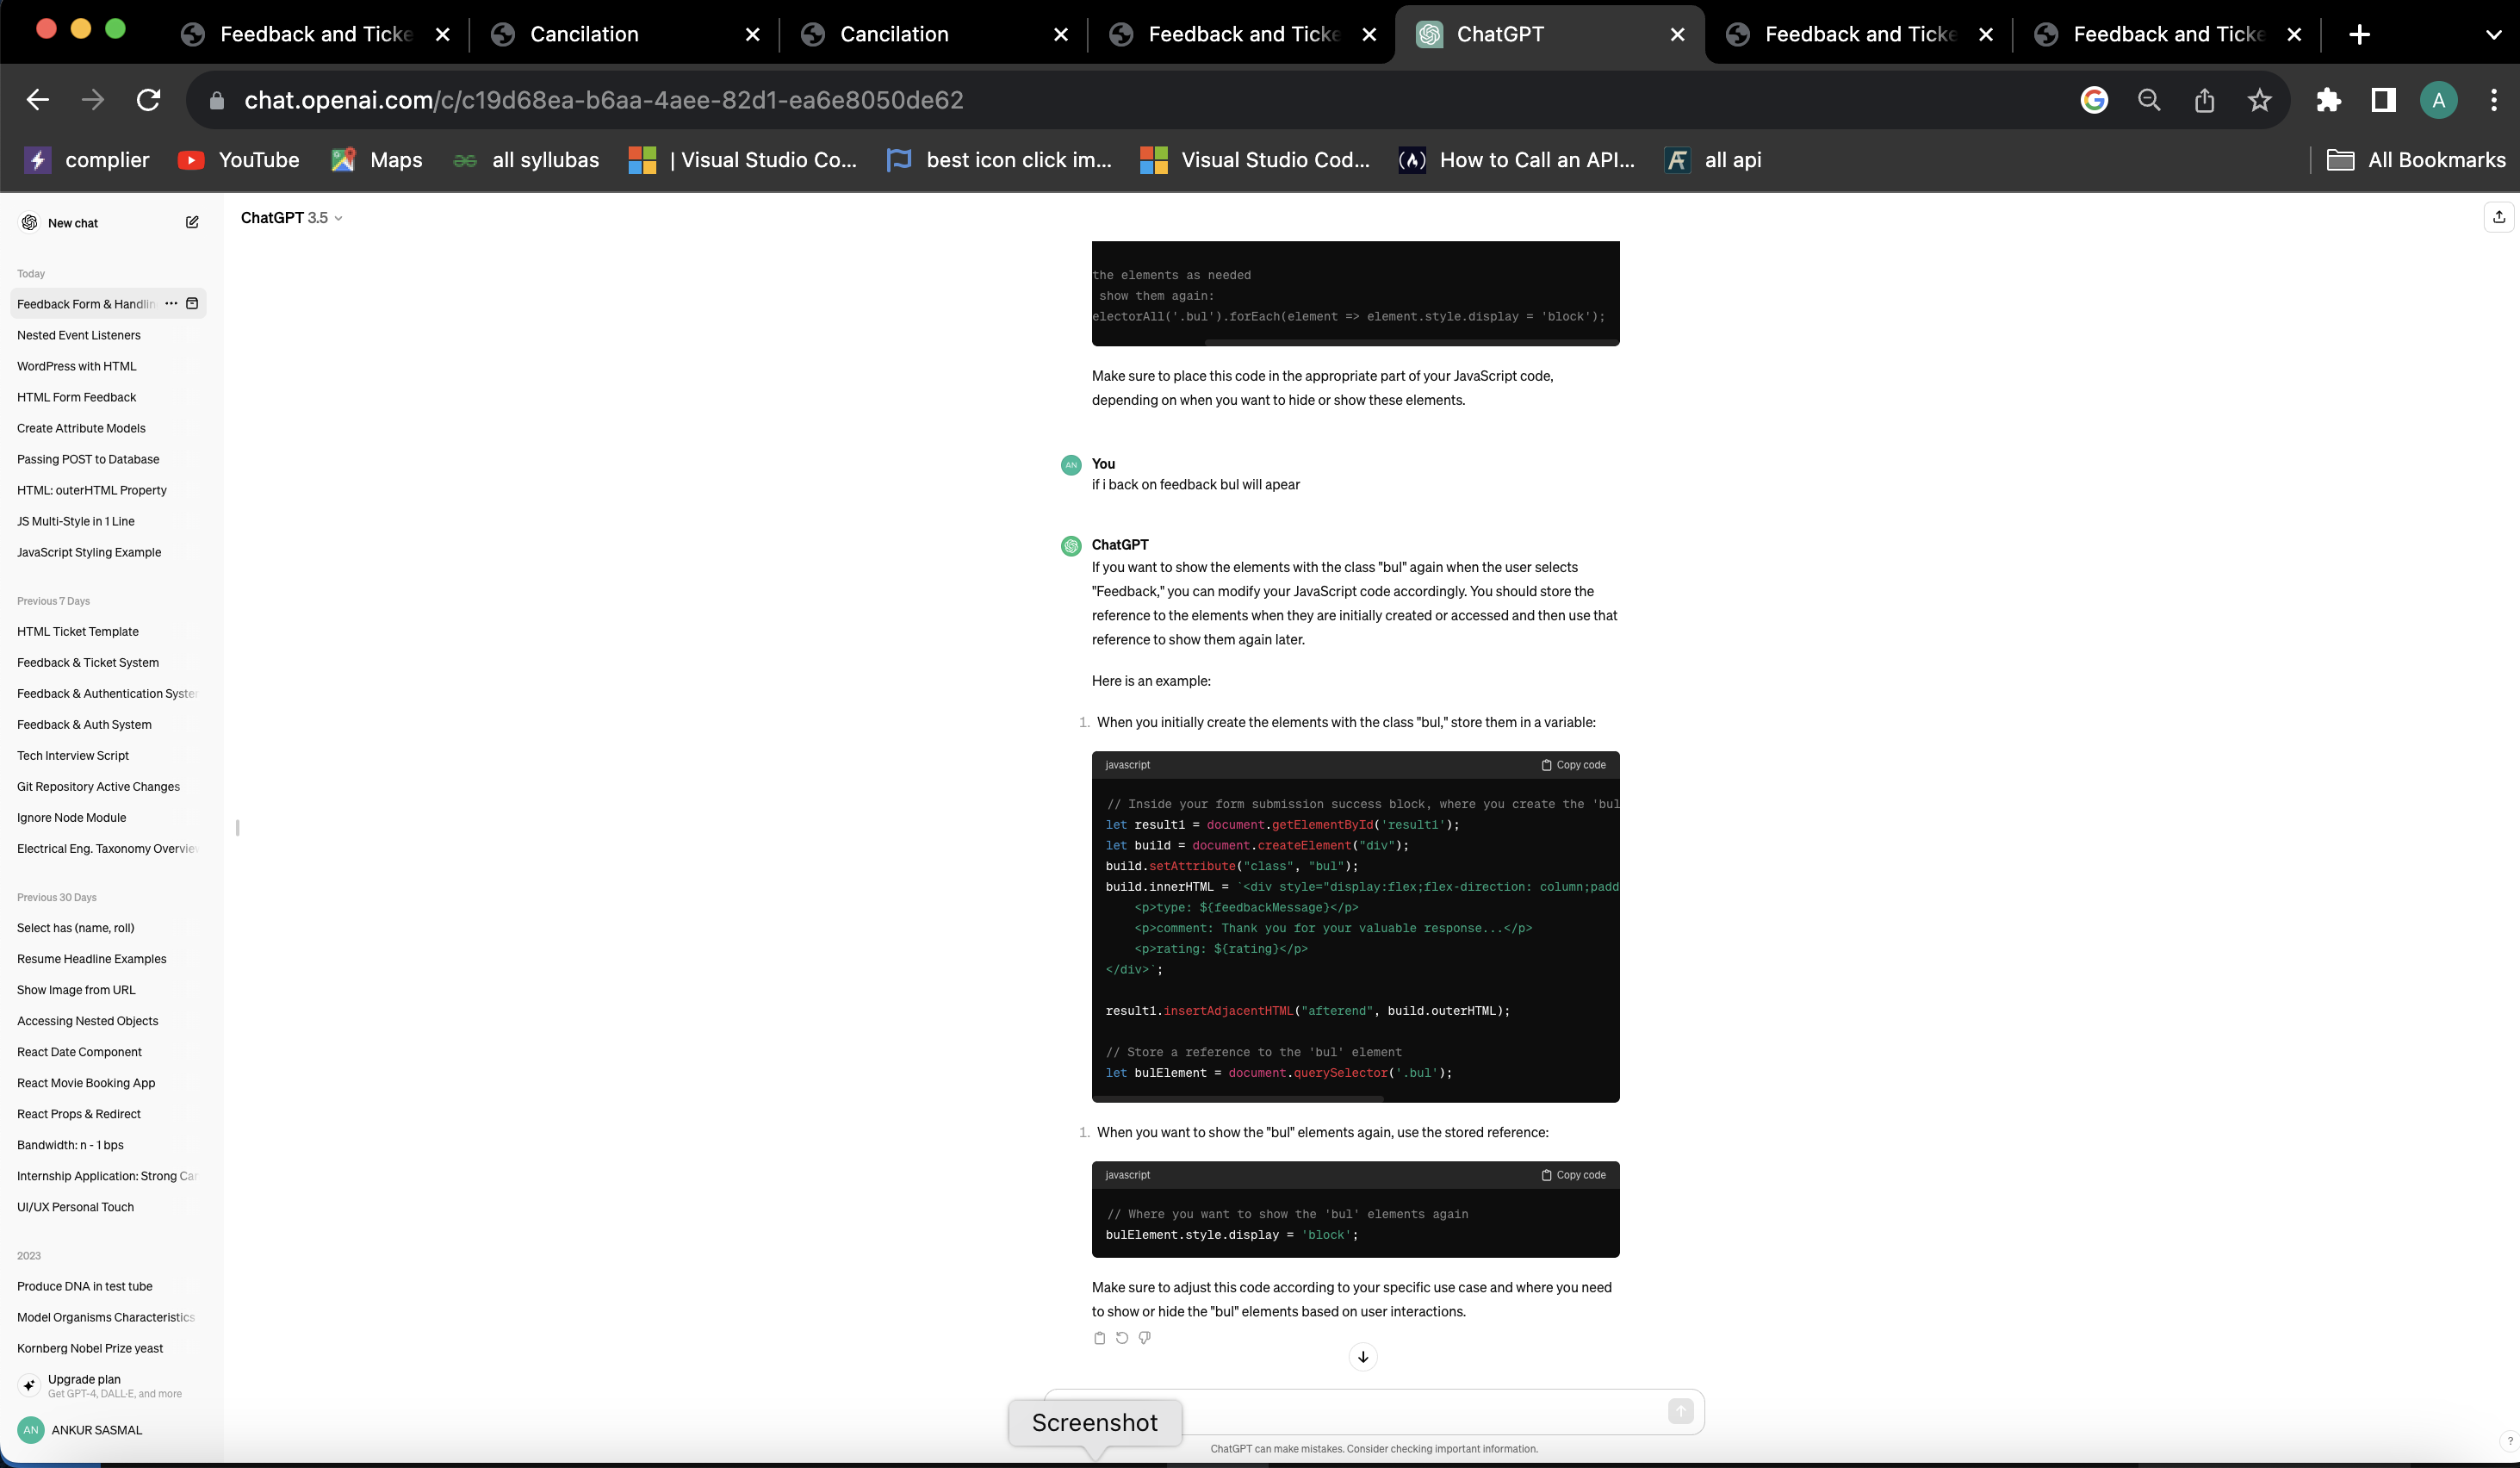 Feedback and Ticke
Cancilation
Cancilation
Feedback and Ticke
ChatGPT
Feedback and Ticke
Feedback and Ticke
chat.openai.com/c/c19d68ea-b6aa-4aee-82d1-ea6e8050de62
A
complier
YouTube
Maps
all syllubas
| Visual Studio Co...
best icon click im...
Visual Studio Cod...
How to Call an API...
all api
All Bookmarks
New chat
Today
Feedback Form & Handlin
Nested Event Listeners
WordPress with HTML
HTML Form Feedback
Create Attribute Models
Passing POST to Database
HTML: outerHTML Property
JS Multi-Style in 1 Line
JavaScript Styling Example
Previous 7 Days
HTML Ticket Template
Feedback & Ticket System
Feedback & Authentication System
Feedback & Auth System
Tech Interview Script
Git Repository Active Changes
Ignore Node Module
Electrical Eng. Taxonomy Overview
Previous 30 Days
Select has (name, roll)
Resume Headline Examples
Show Image from URL
Accessing Nested Objects
React Date Component
React Movie Booking App
React Props & Redirect
Bandwidth: n - 1 bps
Internship Application: Strong Can
UI/UX Personal Touch
2023
Produce DNA in test tube
Model Organisms Characteristics
Kornberg Nobel Prize yeast
Upgrade plan
Get GPT-4, DALL·E, and more
AN
ANKUR SASMAL
ChatGPT 3.5
the elements as needed
show them again:
electorAll('.bul').forEach(element => element.style.display = 'block');
Make sure to place this code in the appropriate part of your JavaScript code,
depending on when you want to hide or show these elements.
AN
You
if i back on feedback bul will apear
ChatGPT
If you want to show the elements with the class "bul" again when the user selects
"Feedback," you can modify your JavaScript code accordingly. You should store the
reference to the elements when they are initially created or accessed and then use that
reference to show them again later.
Here is an example:
1. When you initially create the elements with the class "bul," store them in a variable:
javascript
Copy code
// Inside your form submission success block, where you create the 'bul
let result1 = document.getElementById('result1');
let build = document.createElement("div");
build.setAttribute("class", "bul");
build.innerHTML = `<div style="display:flex;flex-direction: column;padd
<p>type: ${feedbackMessage}</p>
<p>comment: Thank you for your valuable response...</p>
<p>rating: ${rating}</p>
</div>`;
result1.insertAdjacentHTML("afterend", build.outerHTML);
// Store a reference to the 'bul' element
let bulElement = document.querySelector('.bul');
1. When you want to show the "bul" elements again, use the stored reference:
javascript
Copy code
// Where you want to show the 'bul' elements again
bulElement.style.display = 'block';
Make sure to adjust this code according to your specific use case and where you need
to show or hide the "bul" elements based on user interactions.
Screenshot
ChatGPT can make mistakes. Consider checking important information.
?